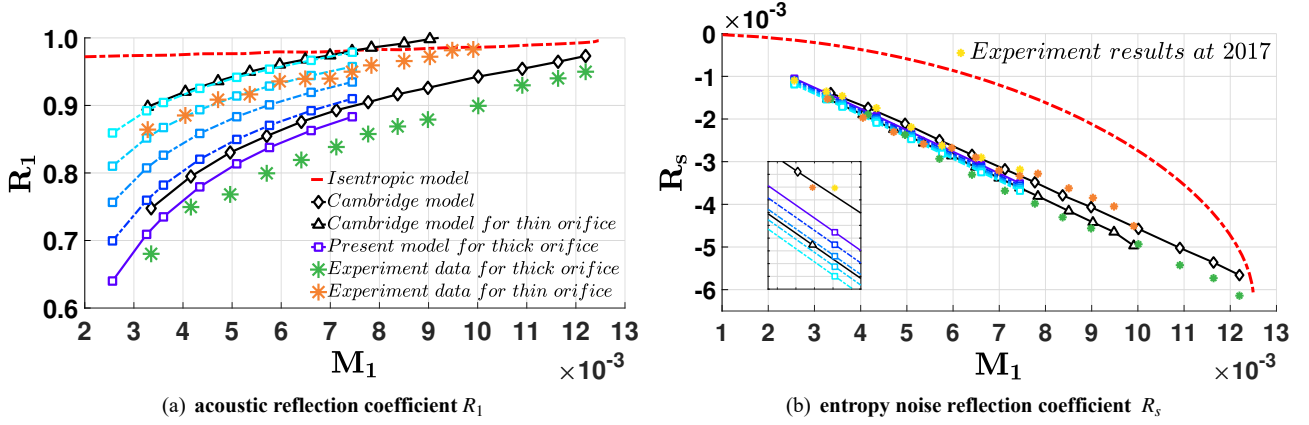 1.0
0.9
0.8
0.7
0.6
R₁
2 3 4 5 6 7 8 9 10 11 12 13
M₁
×10⁻³
Isentropic model
Cambridge model
Cambridge model for thin orifice
Present model for thick orifice
Experiment data for thick orifice
Experiment data for thin orifice
(a) acoustic reflection coefficient R₁
×10⁻³
0
-1
-2
-3
-4
-5
-6
Rₛ
Experiment results at 2017
1 2 3 4 5 6 7 8 9 10 11 12 13
M₁
×10⁻³
(b) entropy noise reflection coefficient Rₛ